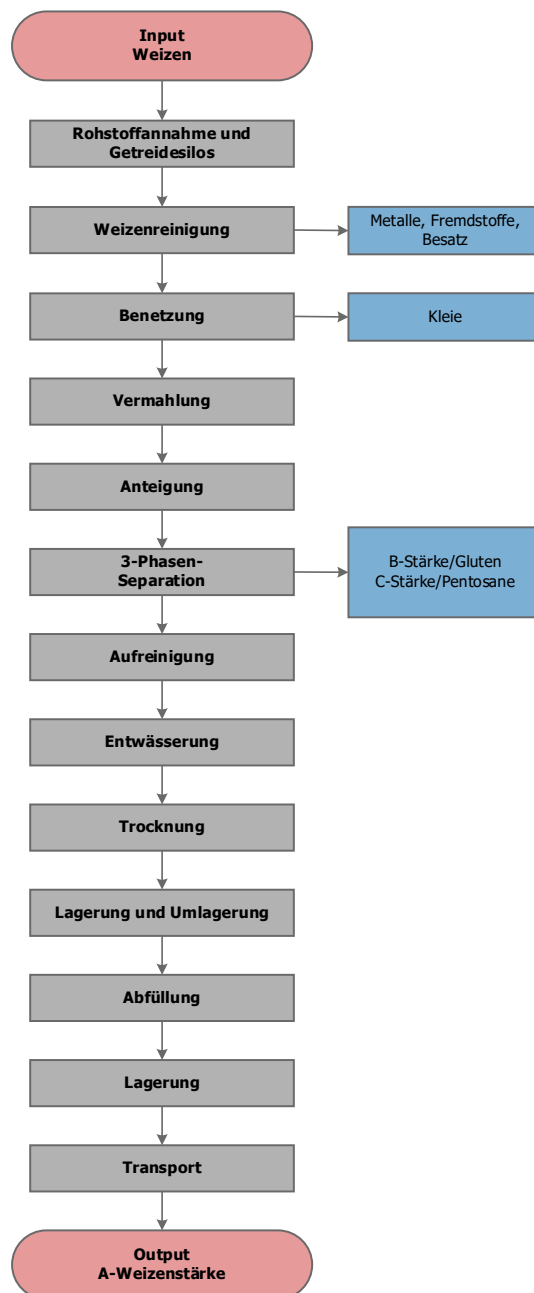 Input
Weizen
Rohstoffannahme und
Getreidesilos
Weizenreinigung
Metalle, Fremdstoffe,
Besatz
Benetzung
Kleie
Vermahlung
Anteigung
3-Phasen-
Separation
B-Stärke/Gluten
C-Stärke/Pentosane
Aufreinigung
Entwässerung
Trocknung
Lagerung und Umlagerung
Abfüllung
Lagerung
Transport
Output
A-Weizenstärke